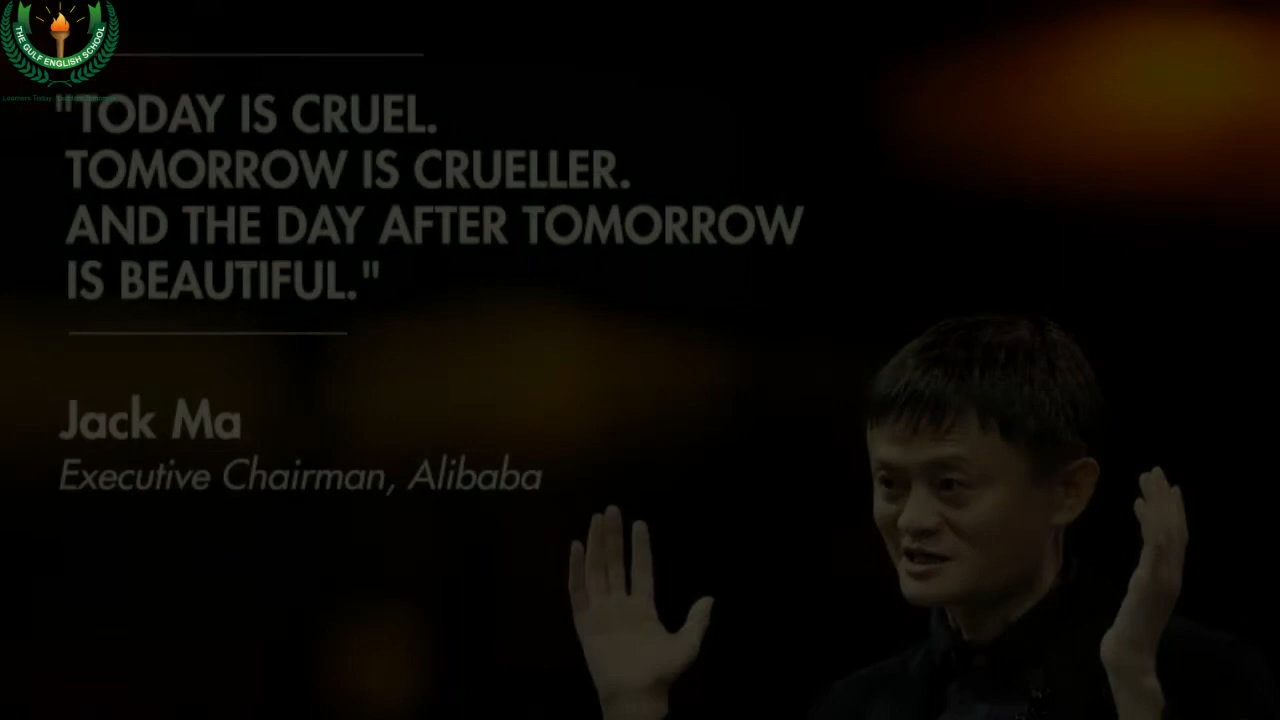 THE GULF ENGLISH SCHOOL
"TODAY IS CRUEL.
TOMORROW IS CRUELLER.
AND THE DAY AFTER TOMORROW
IS BEAUTIFUL."
Jack Ma
Executive Chairman, Alibaba